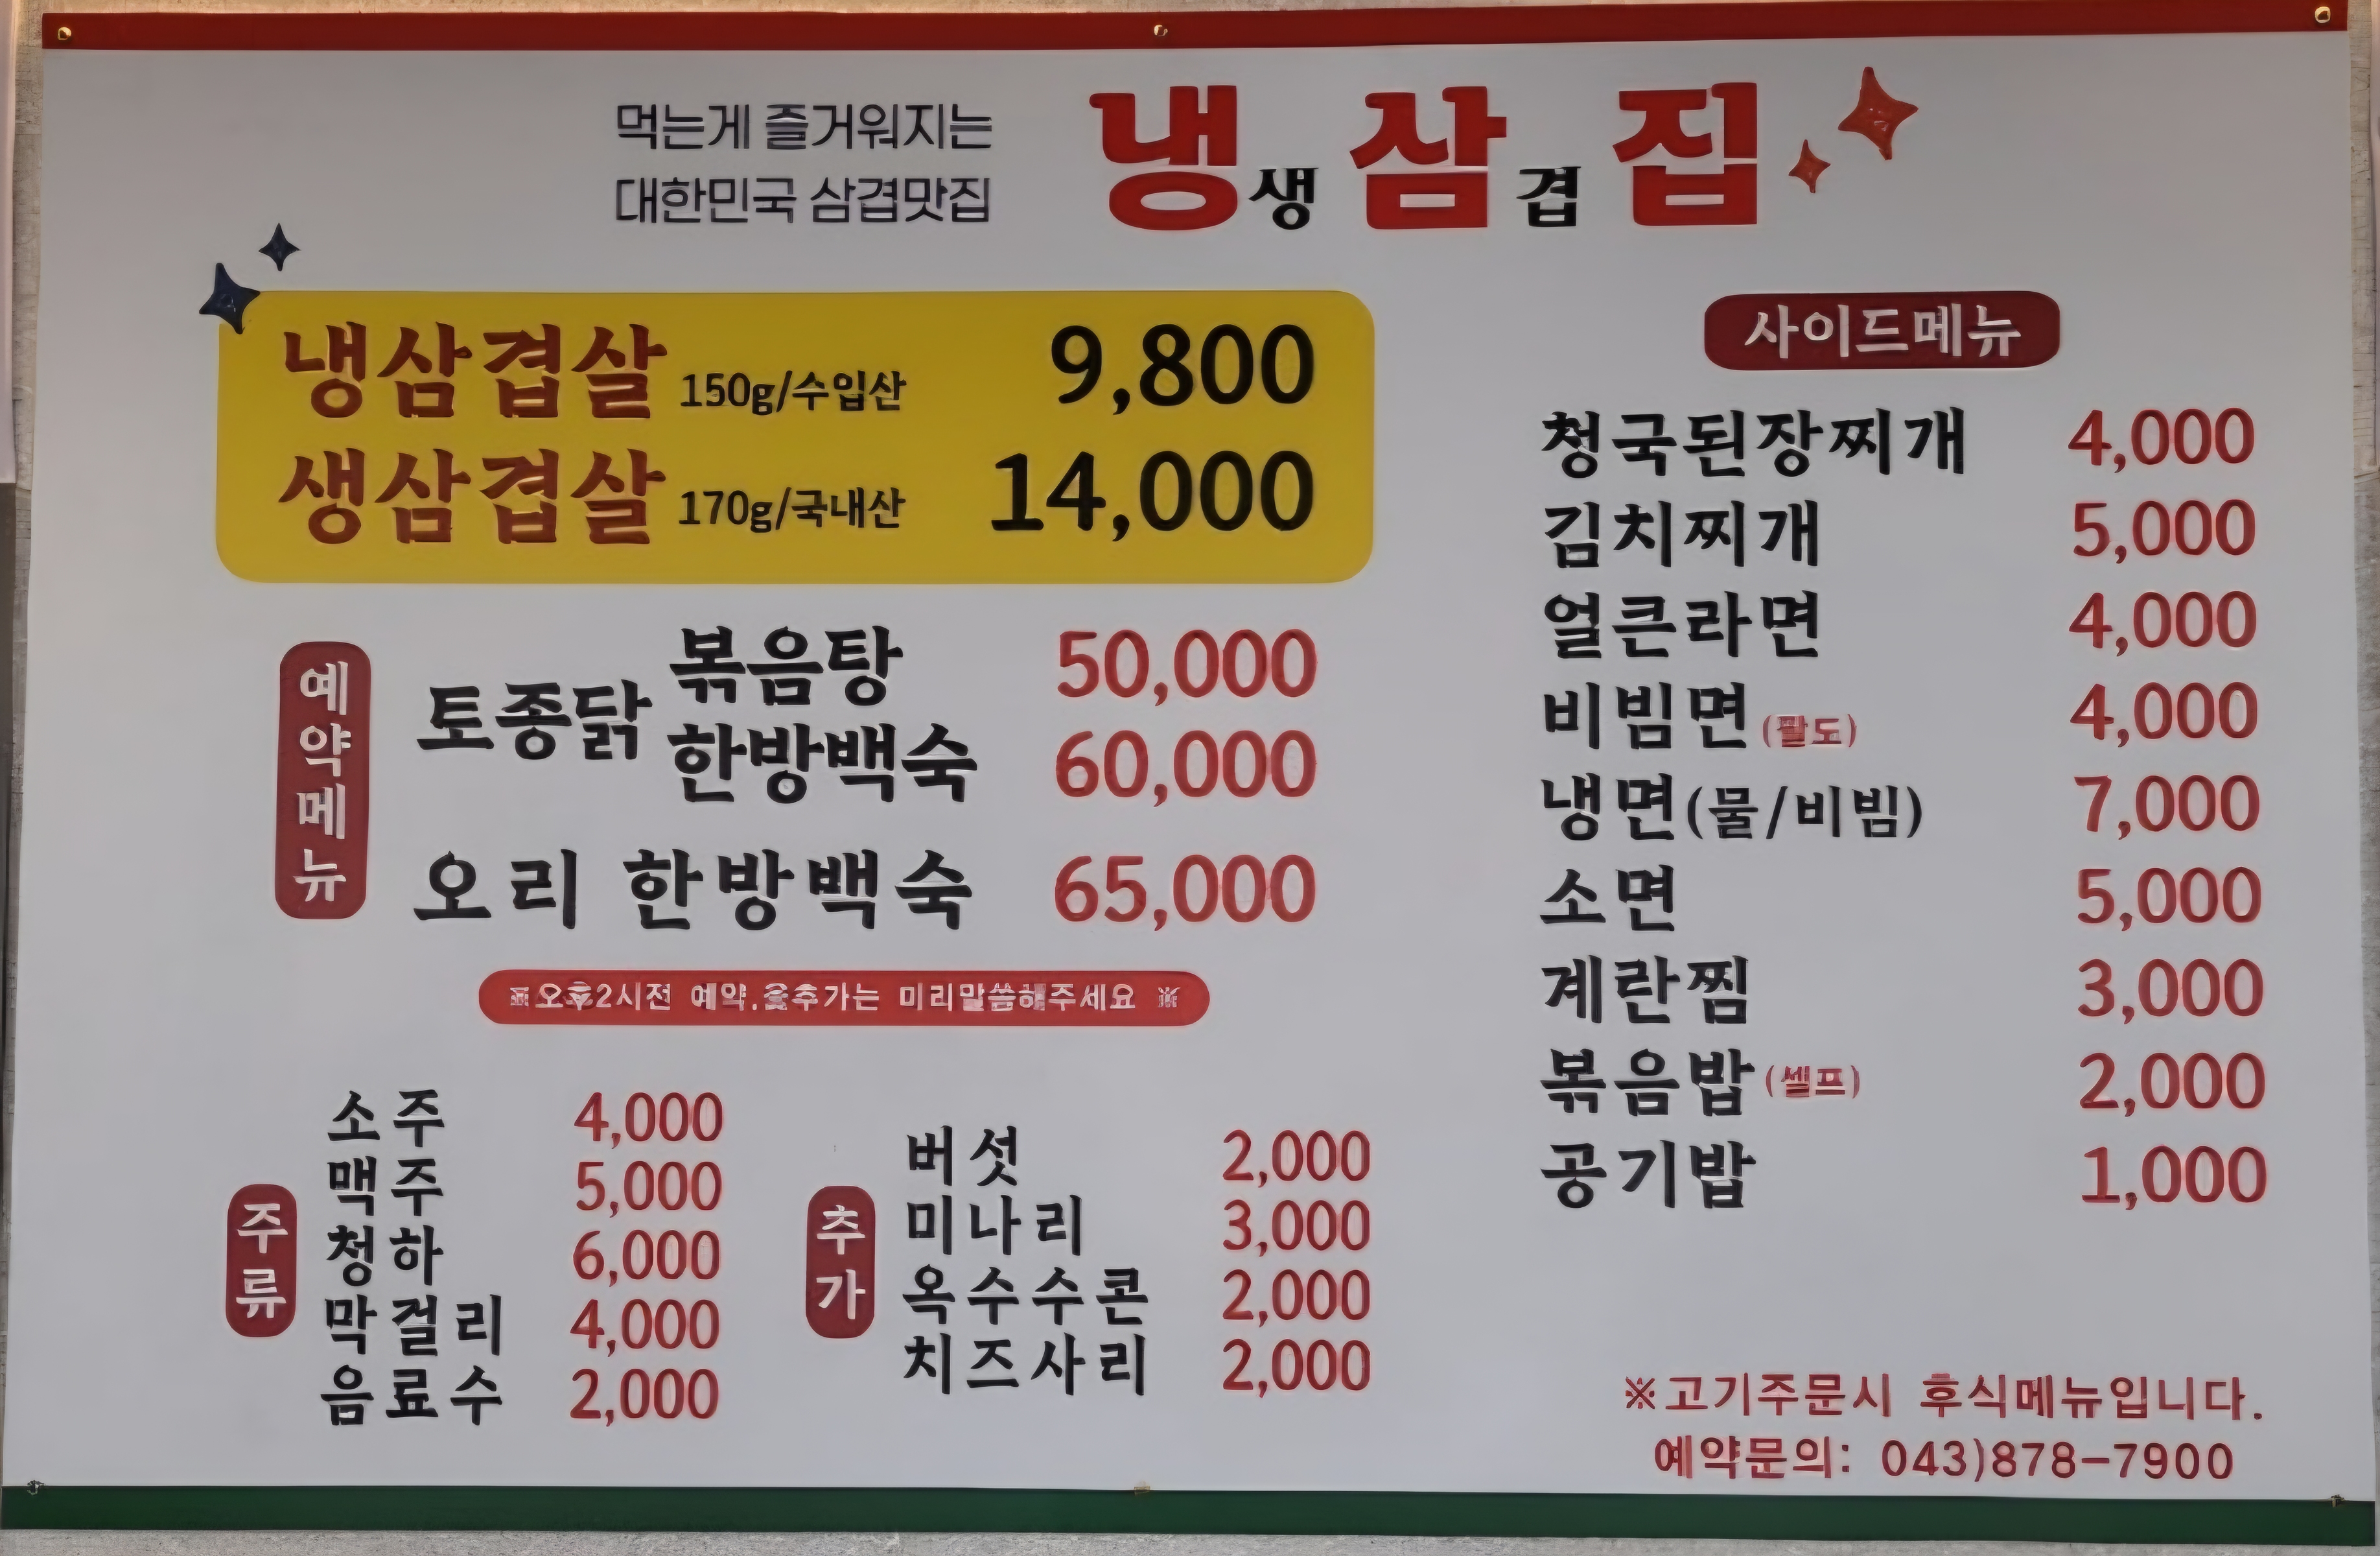 먹는게 즐거워지는
대한민국 삼겹맛집
냉생삼겹집
냉삼겹살 150g/수입산 9,800
생삼겹살 170g/국내산 14,000
예약메뉴
토종닭
볶음탕 50,000
한방백숙 60,000
오리 한방백숙 65,000
※오후2시전 예약. 추가는 미리말씀해주세요 ※
주류
소주 4,000
맥주 5,000
청하 6,000
막걸리 4,000
음료수 2,000
추가
버섯 2,000
미나리 3,000
옥수수콘 2,000
치즈사리 2,000
사이드메뉴
청국된장찌개 4,000
김치찌개 5,000
얼큰라면 4,000
비빔면(팔도) 4,000
냉면(물/비빔) 7,000
소면 5,000
계란찜 3,000
볶음밥(셀프) 2,000
공기밥 1,000
※고기주문시 후식메뉴입니다.
예약문의: 043)878-7900